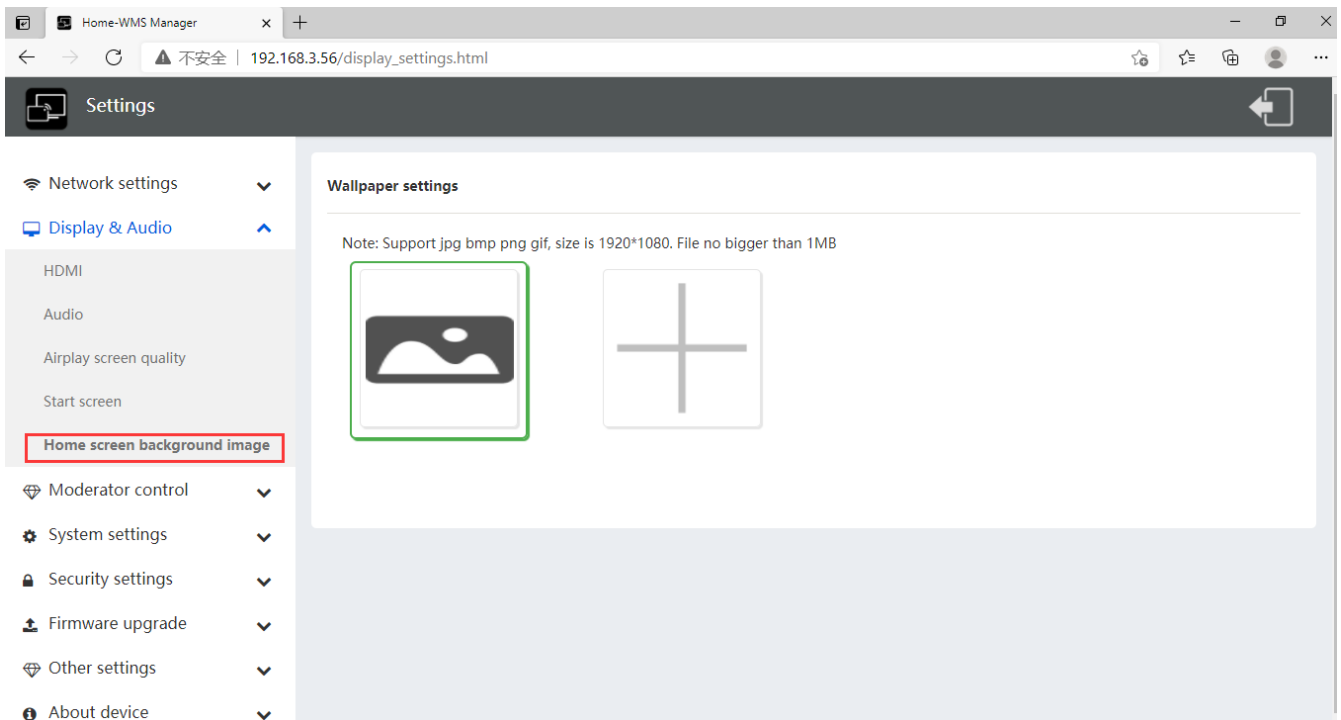 Home-WMS Manager
不安全 | 192.168.3.56/display_settings.html
Settings
Network settings
Display & Audio
HDMI
Audio
Airplay screen quality
Start screen
Home screen background image
Moderator control
System settings
Security settings
Firmware upgrade
Other settings
About device
Wallpaper settings
Note: Support jpg bmp png gif, size is 1920*1080. File no bigger than 1MB